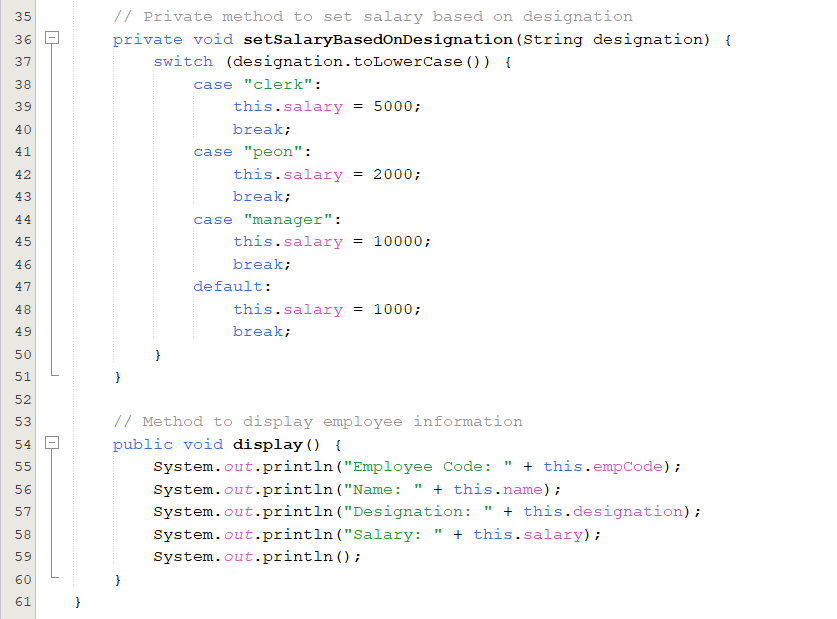 35 // Private method to set salary based on designation
36 private void setSalaryBasedOnDesignation(String designation) {
37 switch (designation.toLowerCase()) {
38 case "clerk":
39 this.salary = 5000;
40 break;
41 case "peon":
42 this.salary = 2000;
43 break;
44 case "manager":
45 this.salary = 10000;
46 break;
47 default:
48 this.salary = 1000;
49 break;
50 }
51 }
52
53 // Method to display employee information
54 public void display() {
55 System.out.println("Employee Code: " + this.empCode);
56 System.out.println("Name: " + this.name);
57 System.out.println("Designation: " + this.designation);
58 System.out.println("Salary: " + this.salary);
59 System.out.println();
60 }
61 }